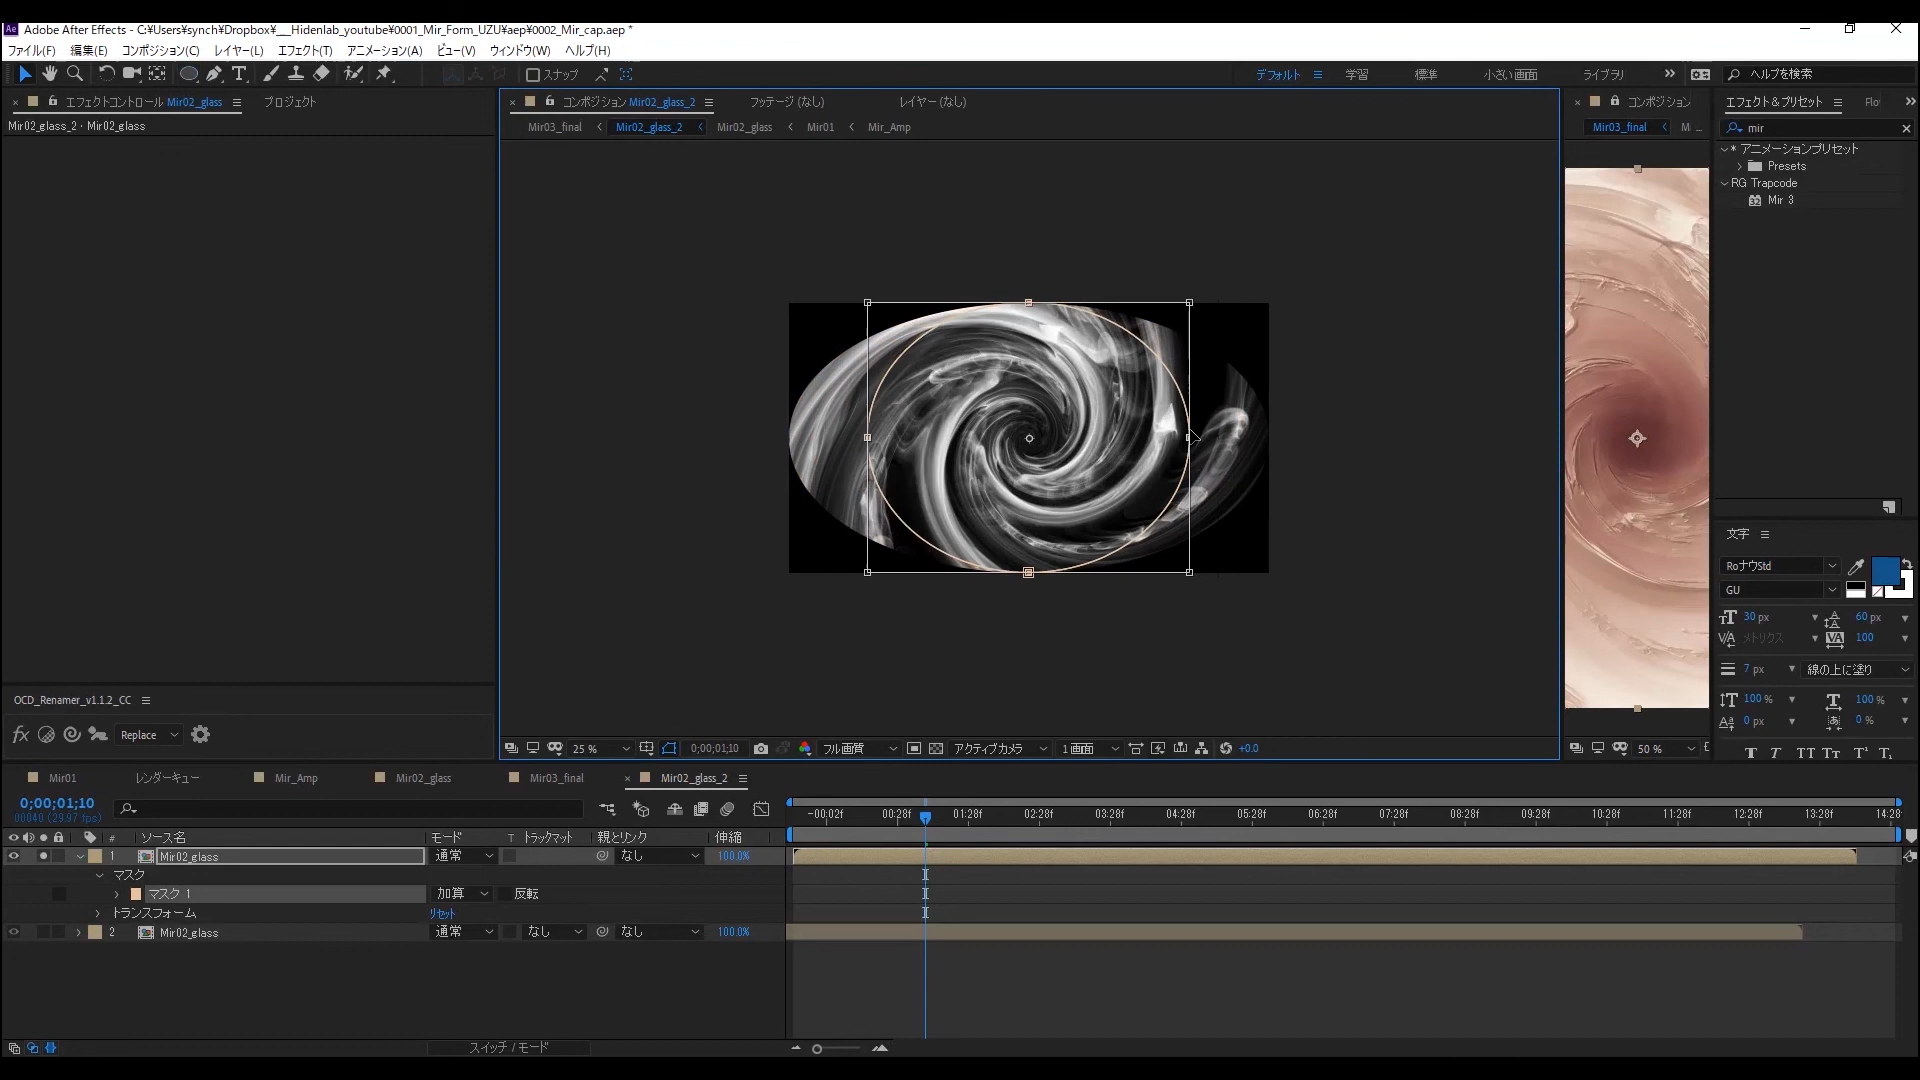 Ae Adobe After Effects - C:¥Users¥synch¥Dropbox¥___Hidenlab_youtube¥0001_Mir_Form_UZU¥aep¥0002_Mir_cap.aep *
ファイル(F) 編集(E) コンポジション(C) レイヤー(L) エフェクト(T) アニメーション(A) ビュー(V) ウィンドウ(W) ヘルプ(H)
スナップ デフォルト 学習 標準 小さい画面 ライブラリ ヘルプを検索
エフェクトコントロール Mir02_glass プロジェクト コンポジション Mir02_glass_2 フッテージ (なし) レイヤー (なし) コンポジション エフェクト&プリセット
Mir02_glass_2・Mir02_glass Mir03_final Mir02_glass_2 Mir02_glass Mir01 Mir_Amp Mir03_final mir
* アニメーションプリセット
Presets
RG Trapcode
Mir 3
文字
RoナウStd
GU
30 px 60 px
メトリクス 100
7 px 線の上に塗り
100 % 100 %
0 px 0 %
OCD_Renamer_v1.1.2_CC
fx Replace
25 % 0;00;01;10 フル画質 アクティブカメラ 1画面 +0.0 50 %
T T TT Tт T¹ T₁
Mir01 レンダーキュー Mir_Amp Mir02_glass Mir03_final Mir02_glass_2
0;00;01;10
00040 (29.97 fps)
-00:02f 00:28f 01:28f 02:28f 03:28f 04:28f 05:28f 06:28f 07:28f 08:28f 09:28f 10:28f 11:28f 12:28f 13:28f 14:28
# ソース名 モード T トラックマット 親とリンク 伸縮
1 Mir02_glass 通常 なし 100.0%
マスク
マスク 1 加算 反転
トランスフォーム リセット
2 Mir02_glass 通常 なし なし 100.0%
スイッチ / モード